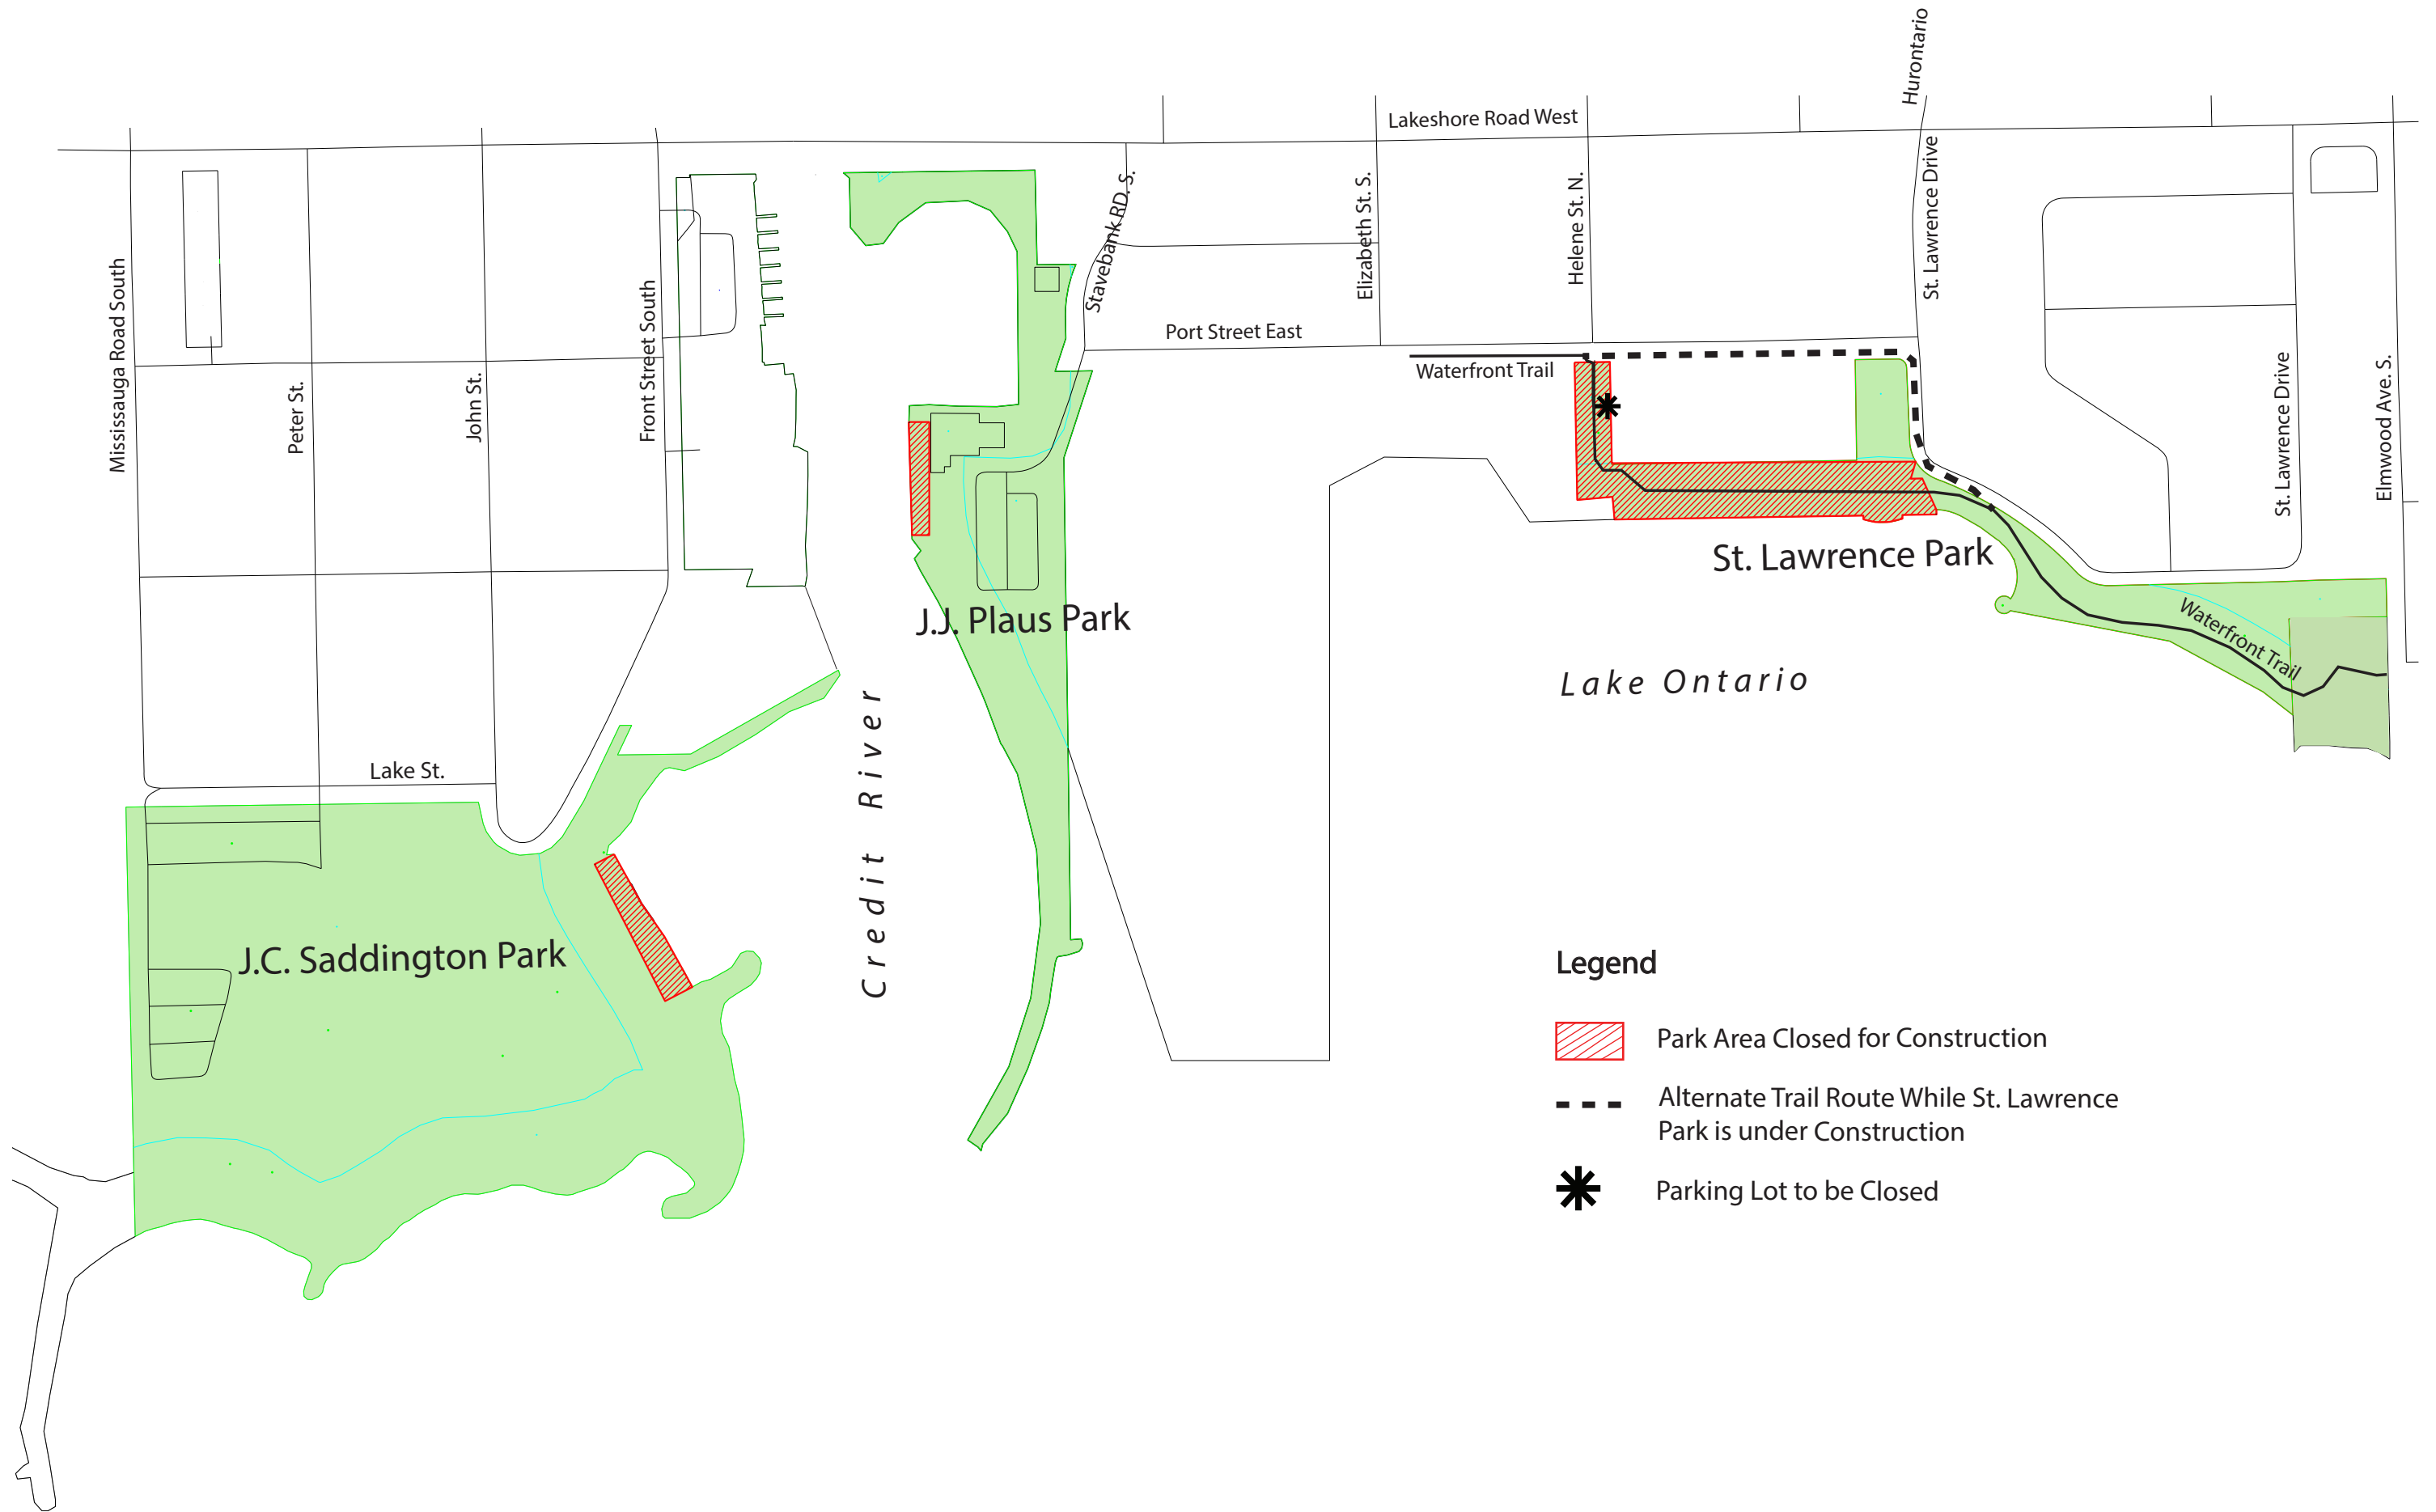 Hurontario
Lakeshore Road West
St. Lawrence Drive
Stavebank RD. S.
Elizabeth St. S.
Helene St. N.
Mississauga Road South
Front Street South
Port Street East
Waterfront Trail
Peter St.
John St.
St. Lawrence Drive
Elmwood Ave. S.
St. Lawrence Park
J.J. Plaus Park
Waterfront Trail
Lake Ontario
Credit River
Lake St.
J.C. Saddington Park
Legend
Park Area Closed for Construction
Alternate Trail Route While St. Lawrence
Park is under Construction
Parking Lot to be Closed